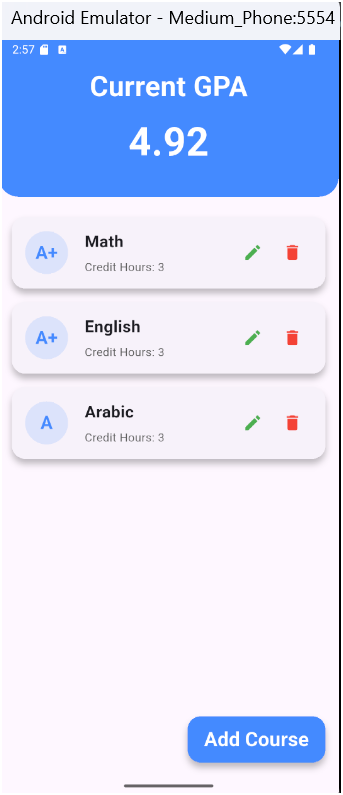 Android Emulator - Medium_Phone:5554
2:57 A
Current GPA
4.92
A+
Math
Credit Hours: 3
A+
English
Credit Hours: 3
A
Arabic
Credit Hours: 3
Add Course